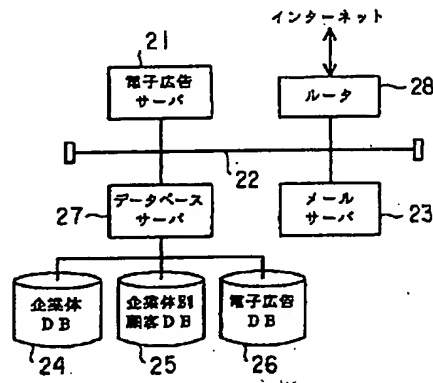 インターネット
21
電子広告
サーバ
ルータ
28
22
27
データベース
サーバ
メール
サーバ
23
企業体
DB
企業体別
顧客DB
電子広告
DB
24
25
26